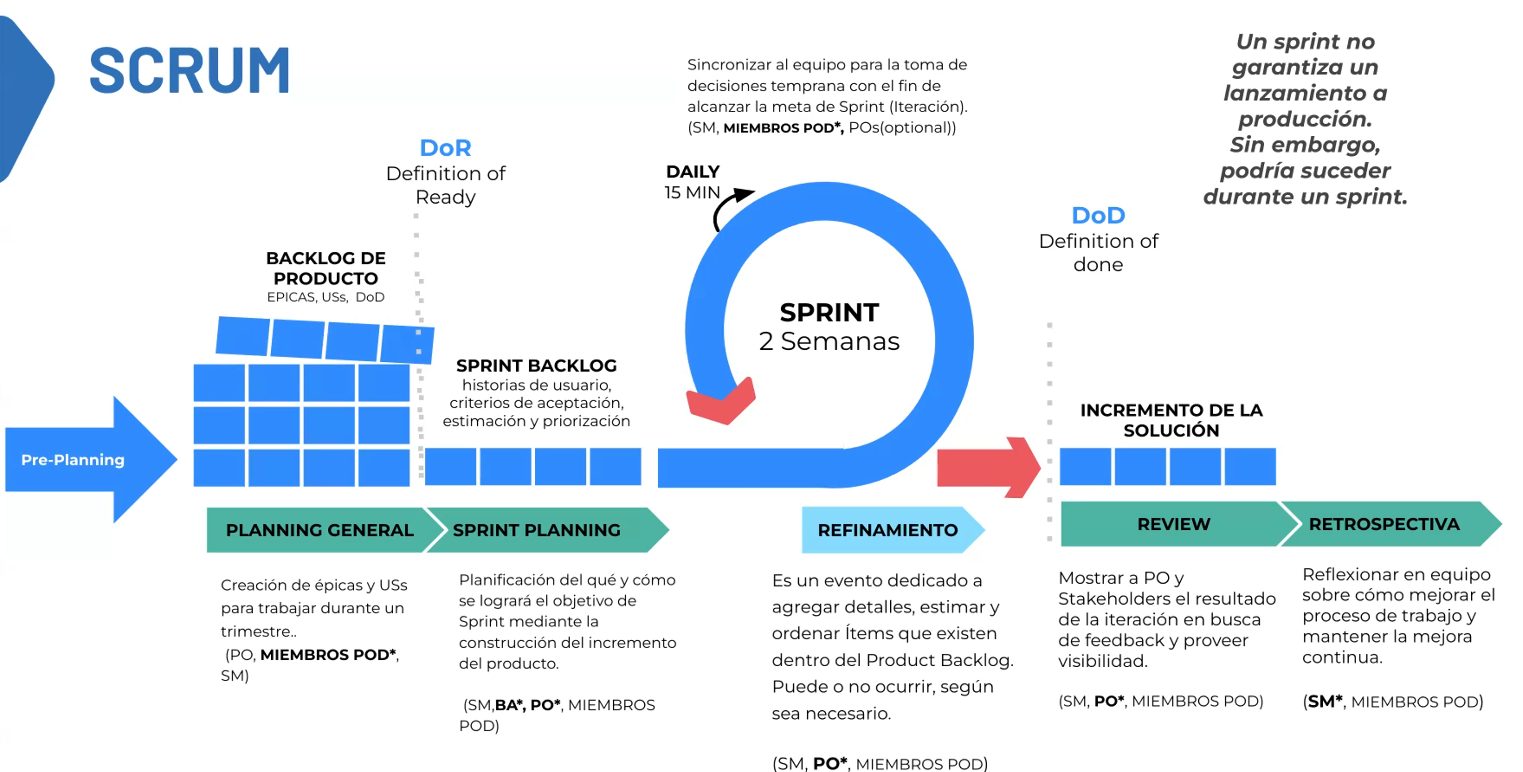 SCRUM
Sincronizar al equipo para la toma de
decisiones temprana con el fin de
alcanzar la meta de Sprint (Iteración).
(SM, MIEMBROS POD*, POs(optional))
Un sprint no
garantiza un
lanzamiento a
producción.
Sin embargo,
podría suceder
durante un sprint.
DoR
Definition of
Ready
DAILY
15 MIN
DoD
Definition of
done
BACKLOG DE
PRODUCTO
EPICAS, USs, DoD
SPRINT
2 Semanas
SPRINT BACKLOG
historias de usuario,
criterios de aceptación,
estimación y priorización
INCREMENTO DE LA
SOLUCIÓN
Pre-Planning
PLANNING GENERAL
SPRINT PLANNING
REFINAMIENTO
REVIEW
RETROSPECTIVA
Creación de épicas y USs
para trabajar durante un
trimestre..
(PO, MIEMBROS POD*,
SM)
Planificación del qué y cómo
se logrará el objetivo de
Sprint mediante la
construcción del incremento
del producto.
(SM,BA*, PO*, MIEMBROS
POD)
Es un evento dedicado a
agregar detalles, estimar y
ordenar Ítems que existen
dentro del Product Backlog.
Puede o no ocurrir, según
sea necesario.
(SM, PO*, MIEMBROS POD)
Mostrar a PO y
Stakeholders el resultado
de la iteración en busca
de feedback y proveer
visibilidad.
(SM, PO*, MIEMBROS POD)
Reflexionar en equipo
sobre cómo mejorar el
proceso de trabajo y
mantener la mejora
continua.
(SM*, MIEMBROS POD)